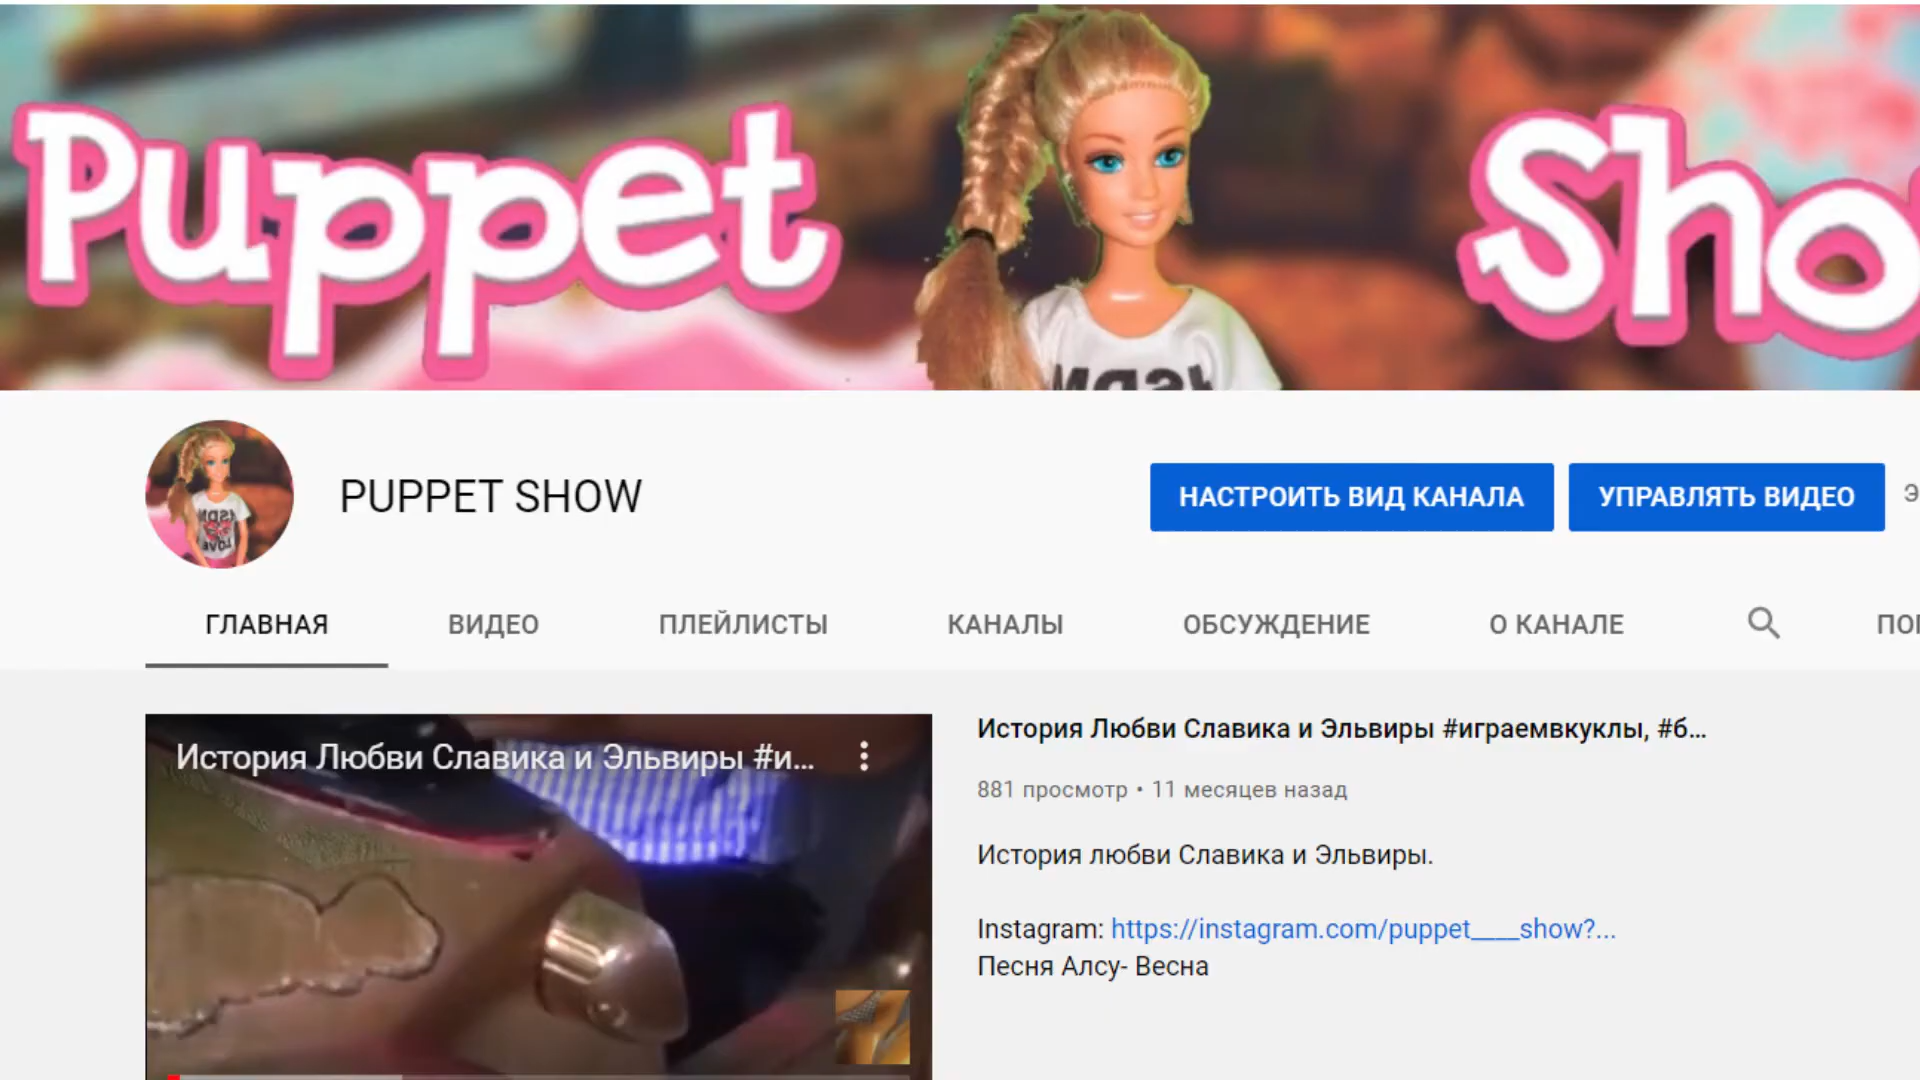 Puppet Sho
PUPPET SHOW
НАСТРОИТЬ ВИД КАНАЛА
УПРАВЛЯТЬ ВИДЕО
ГЛАВНАЯ
ВИДЕО
ПЛЕЙЛИСТЫ
КАНАЛЫ
ОБСУЖДЕНИЕ
О КАНАЛЕ
История Любви Славика и Эльвиры #и...
История Любви Славика и Эльвиры #играемвкуклы, #б...
881 просмотр • 11 месяцев назад
История любви Славика и Эльвиры.
Instagram: https://instagram.com/puppet____show?...
Песня Алсу- Весна